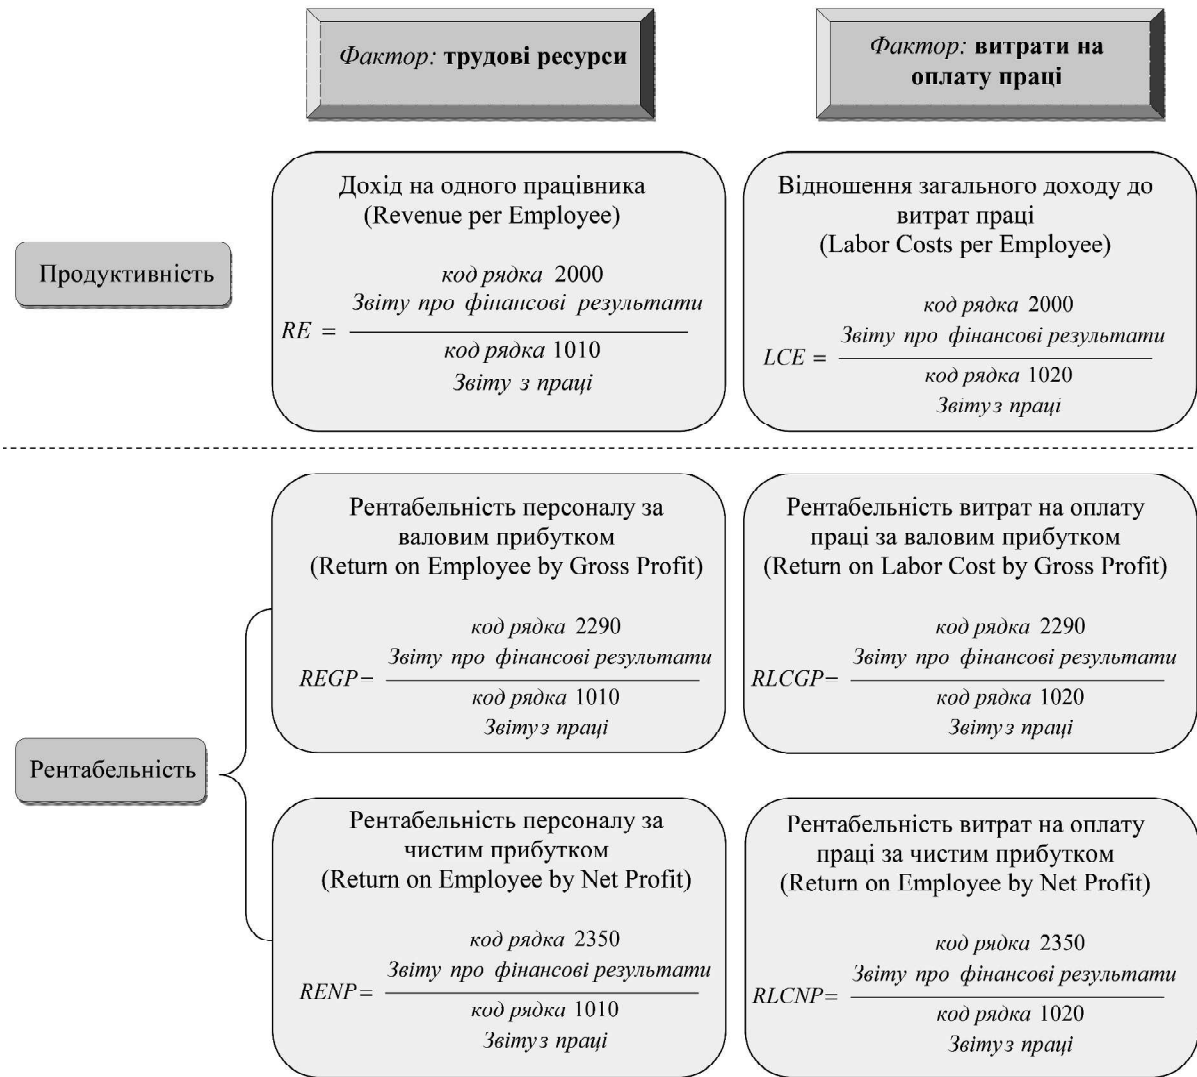 Фактор: трудові ресурси
Фактор: витрати на
оплату праці
Продуктивність
Дохід на одного працівника
(Revenue per Employee)
код рядка 2000
Звіту про фінансові результати
RE =
код рядка 1010
Звіту з праці
Відношення загального доходу до
витрат праці
(Labor Costs per Employee)
код рядка 2000
Звіту про фінансові результати
LCE =
код рядка 1020
Звіту з праці
Рентабельність
Рентабельність персоналу за
валовим прибутком
(Return on Employee by Gross Profit)
код рядка 2290
Звіту про фінансові результати
REGP –
код рядка 1010
Звіту з праці
Рентабельність витрат на оплату
праці за валовим прибутком
(Return on Labor Cost by Gross Profit)
код рядка 2290
Звіту про фінансові результати
RLCGP –
код рядка 1020
Звіту з праці
Рентабельність персоналу за
чистим прибутком
(Return on Employee by Net Profit)
код рядка 2350
Звіту про фінансові результати
RENP =
код рядка 1010
Звіту з праці
Рентабельність витрат на оплату
праці за чистим прибутком
(Return on Employee by Net Profit)
код рядка 2350
Звіту про фінансові результати
RLCNP =
код рядка 1020
Звіту з праці